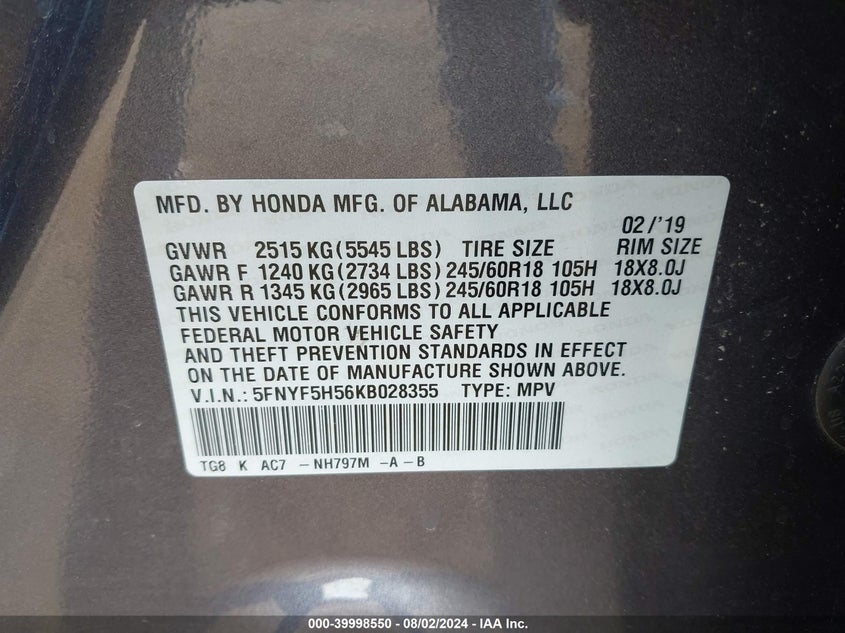 MFD. BY HONDA MFG. OF ALABAMA, LLC
02/'19
GVWR 2515 KG (5545 LBS) TIRE SIZE RIM SIZE
GAWR F 1240 KG (2734 LBS) 245/60R18 105H 18X8.0J
GAWR R 1345 KG (2965 LBS) 245/60R18 105H 18X8.0J
THIS VEHICLE CONFORMS TO ALL APPLICABLE
FEDERAL MOTOR VEHICLE SAFETY
AND THEFT PREVENTION STANDARDS IN EFFECT
ON THE DATE OF MANUFACTURE SHOWN ABOVE.
V.I.N.: 5FNYF5H56KB028355 TYPE: MPV
TG8 K AC7 -NH797M -A-B
000-39998550 - 08/02/2024 - IAA Inc.